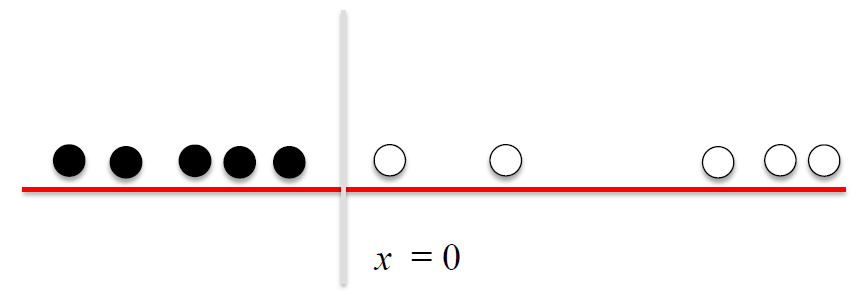 x = 0